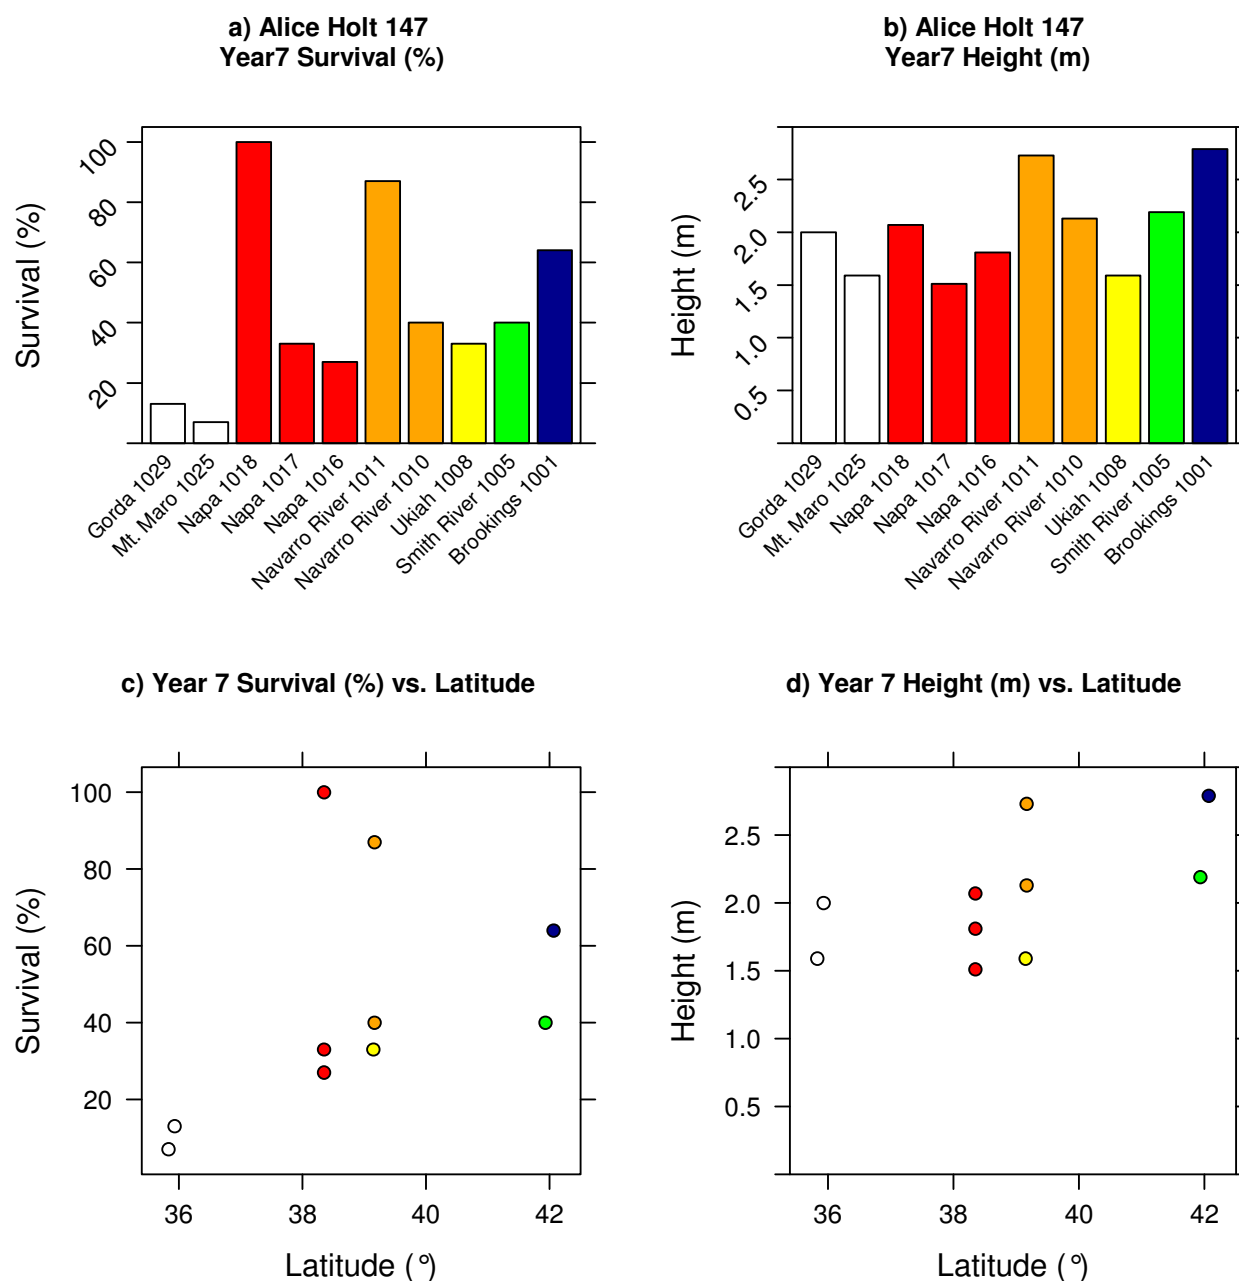 a) Alice Holt 147
Year7 Survival (%)
Survival (%)
100
80
60
40
20
Gorda 1029
Mt. Maro 1025
Napa 1018
Napa 1017
Napa 1016
Navarro River 1011
Navarro River 1010
Ukiah 1008
Smith River 1005
Brookings 1001
b) Alice Holt 147
Year7 Height (m)
Height (m)
2.5
2.0
1.5
1.0
0.5
Gorda 1029
Mt. Maro 1025
Napa 1018
Napa 1017
Napa 1016
Navarro River 1011
Navarro River 1010
Ukiah 1008
Smith River 1005
Brookings 1001
c) Year 7 Survival (%) vs. Latitude
Survival (%)
100
80
60
40
20
36 38 40 42
Latitude (°)
d) Year 7 Height (m) vs. Latitude
Height (m)
2.5
2.0
1.5
1.0
0.5
36 38 40 42
Latitude (°)